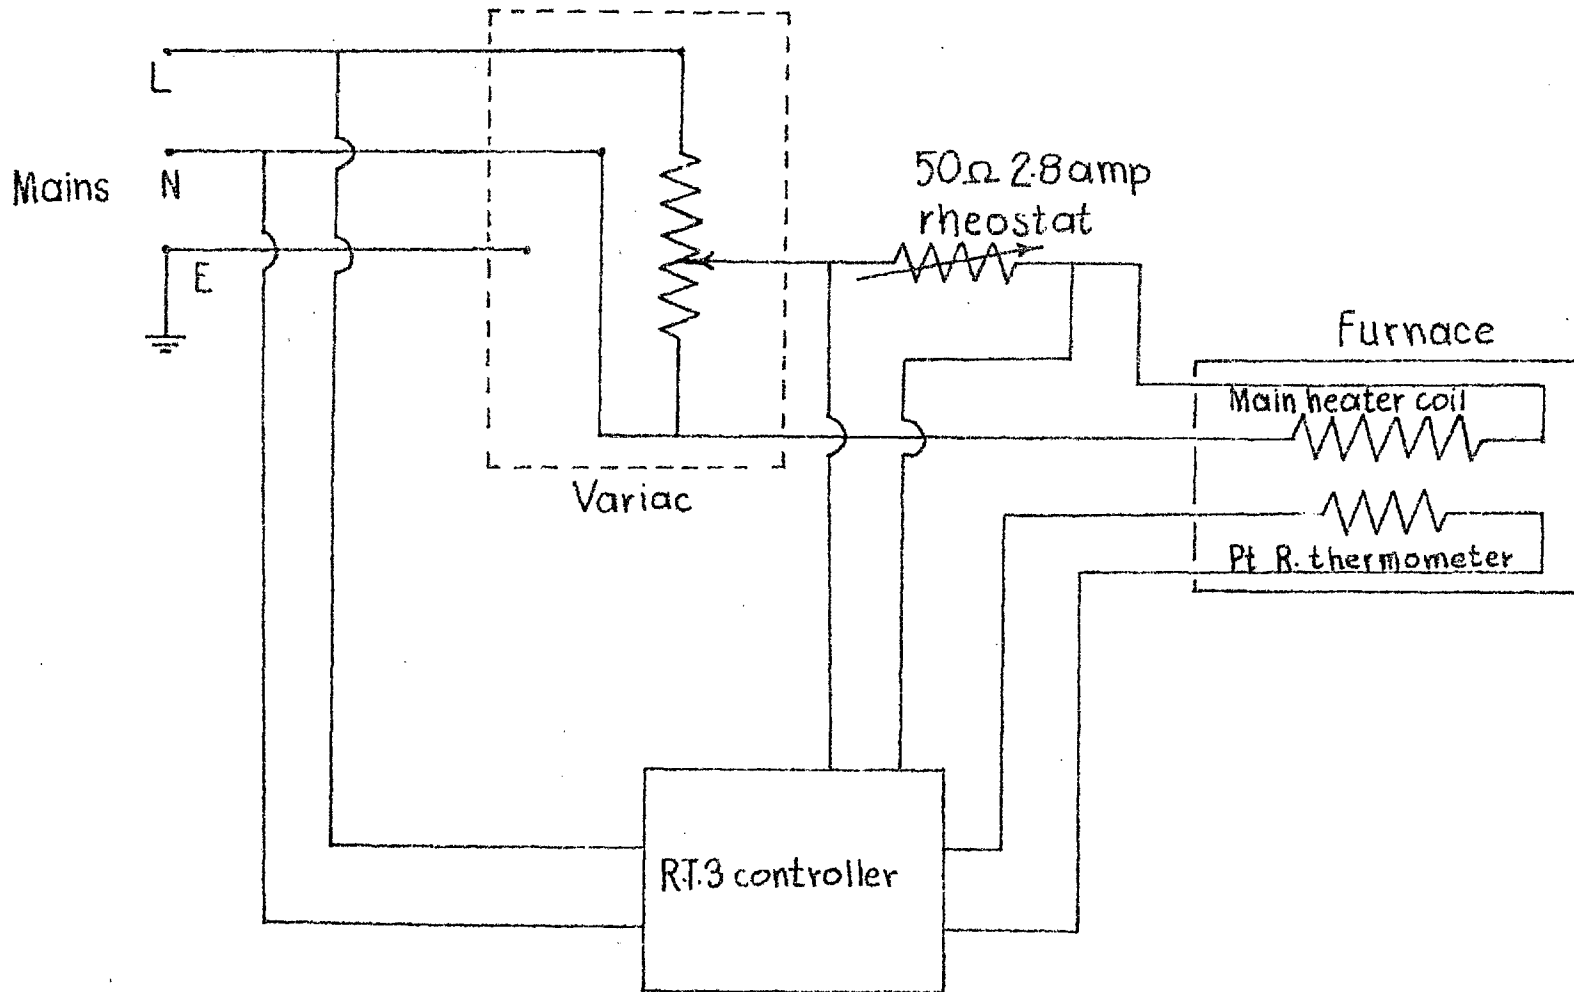 L
Mains
N
E
50Ω 2·8 amp
rheostat
Furnace
Main heater coil
Variac
Pt R. thermometer
R.T.3 controller